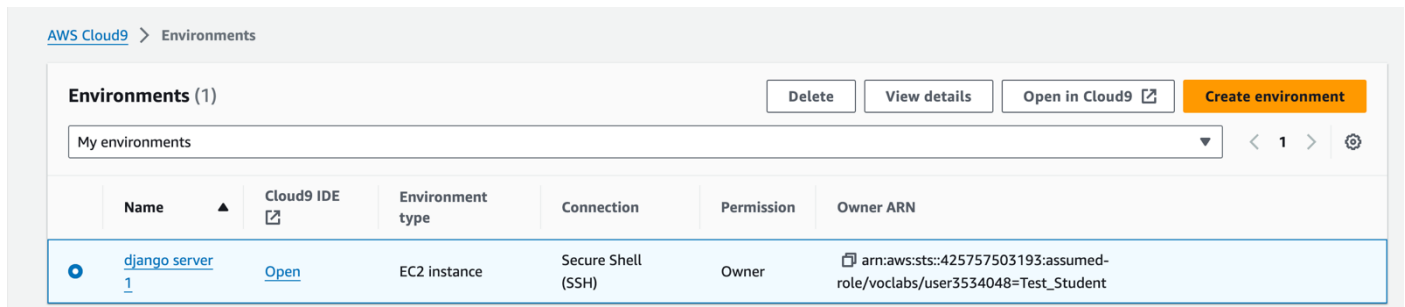 AWS Cloud9 > Environments
Environments (1)
Delete
View details
Open in Cloud9
Create environment
My environments
1
Name
Cloud9 IDE
Environment
type
Connection
Permission
Owner ARN
django server
1
Open
EC2 instance
Secure Shell
(SSH)
Owner
arn:aws:sts::425757503193:assumed-
role/voclabs/user3534048=Test_Student